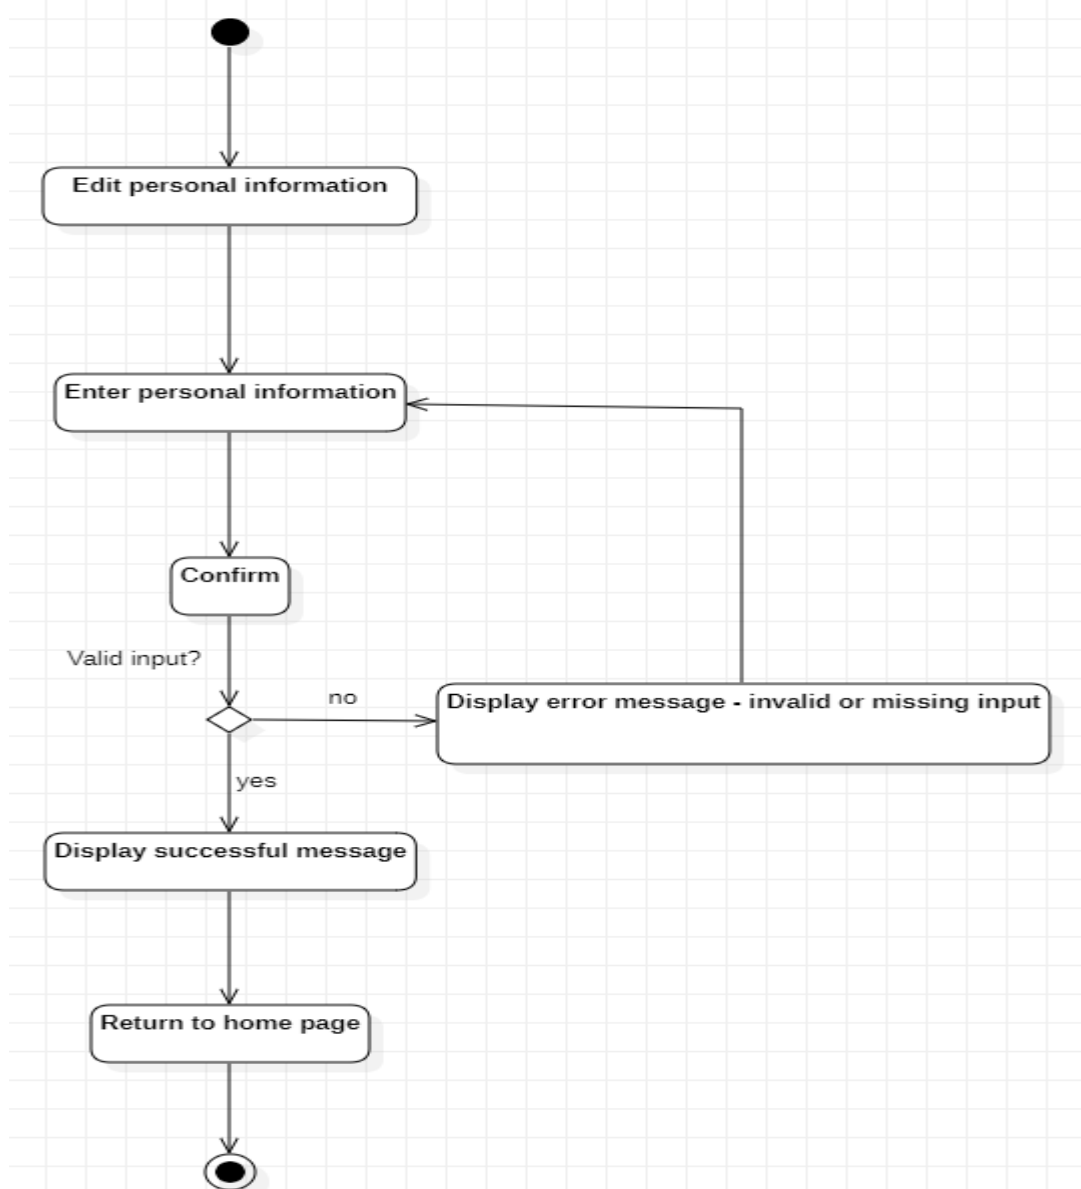 Edit personal information
Enter personal information
Confirm
Valid input?
no
Display error message - invalid or missing input
yes
Display successful message
Return to home page